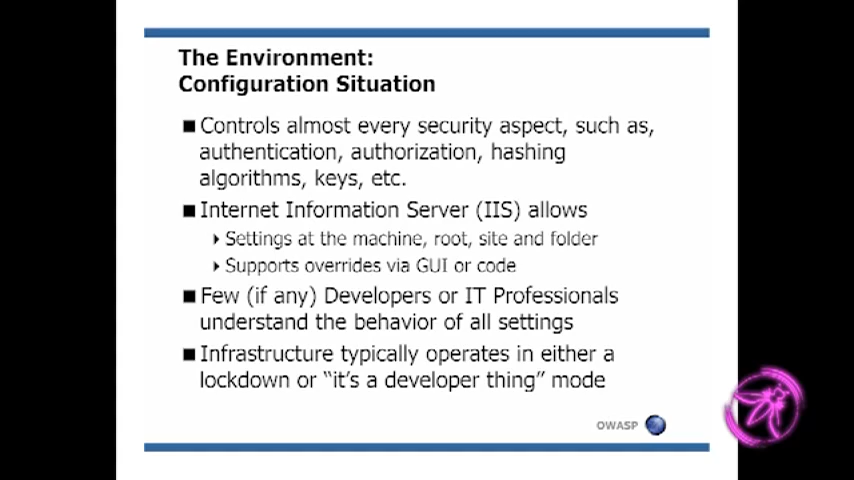 The Environment:
Configuration Situation
■ Controls almost every security aspect, such as,
authentication, authorization, hashing
algorithms, keys, etc.
■ Internet Information Server (IIS) allows
Settings at the machine, root, site and folder
Supports overrides via GUI or code
■ Few (if any) Developers or IT Professionals
understand the behavior of all settings
■ Infrastructure typically operates in either a
lockdown or “it’s a developer thing” mode
OWASP